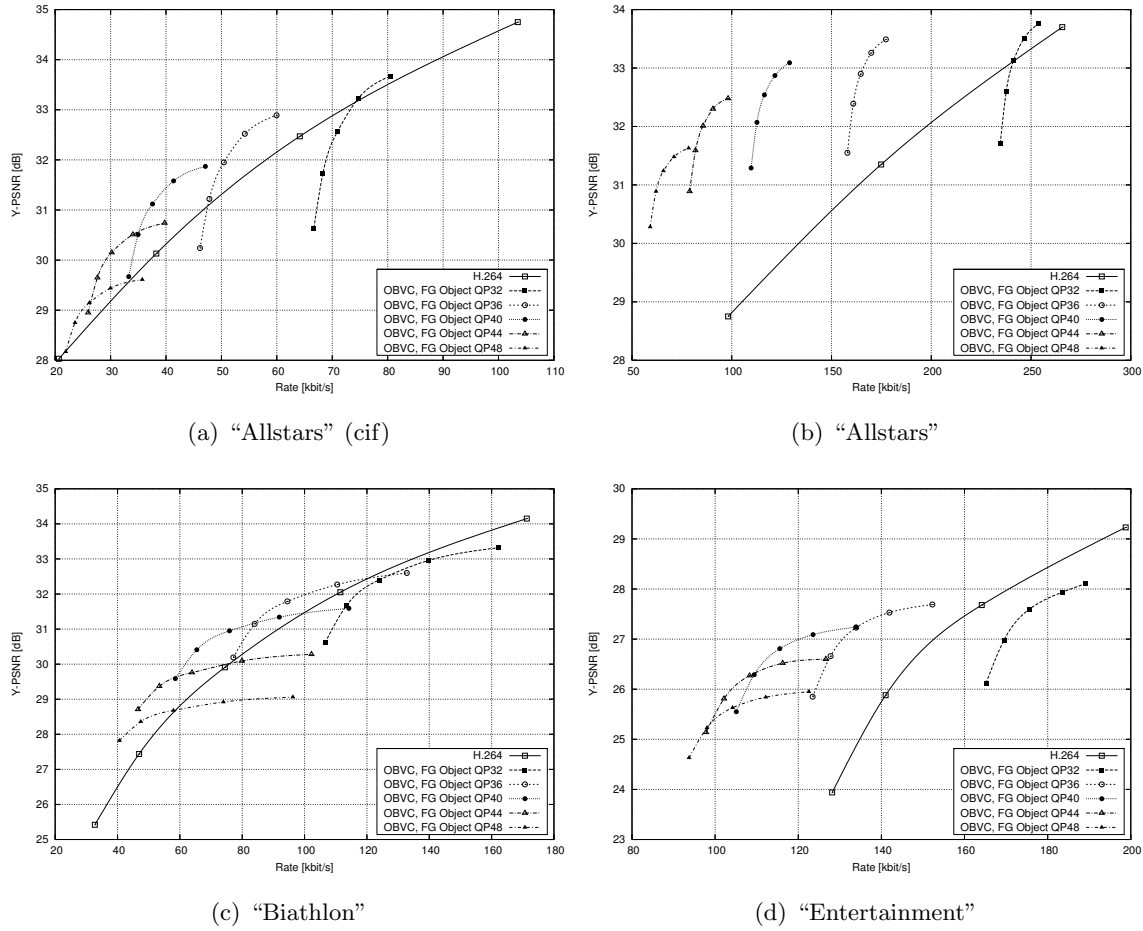 35
34
33
32
31
30
29
28
20 30 40 50 60 70 80 90 100 110
Y-PSNR [dB]
Rate [kbit/s]
H.264
OBVC, FG Object QP32
OBVC, FG Object QP36
OBVC, FG Object QP40
OBVC, FG Object QP44
OBVC, FG Object QP48
(a) “Allstars” (cif)
34
33
32
31
30
29
28
50 100 150 200 250 300
Y-PSNR [dB]
Rate [kbit/s]
H.264
OBVC, FG Object QP32
OBVC, FG Object QP36
OBVC, FG Object QP40
OBVC, FG Object QP44
OBVC, FG Object QP48
(b) “Allstars”
35
34
33
32
31
30
29
28
27
26
25
20 40 60 80 100 120 140 160 180
Y-PSNR [dB]
Rate [kbit/s]
H.264
OBVC, FG Object QP32
OBVC, FG Object QP36
OBVC, FG Object QP40
OBVC, FG Object QP44
OBVC, FG Object QP48
(c) “Biathlon”
30
29
28
27
26
25
24
23
80 100 120 140 160 180 200
Y-PSNR [dB]
Rate [kbit/s]
H.264
OBVC, FG Object QP32
OBVC, FG Object QP36
OBVC, FG Object QP40
OBVC, FG Object QP44
OBVC, FG Object QP48
(d) “Entertainment”